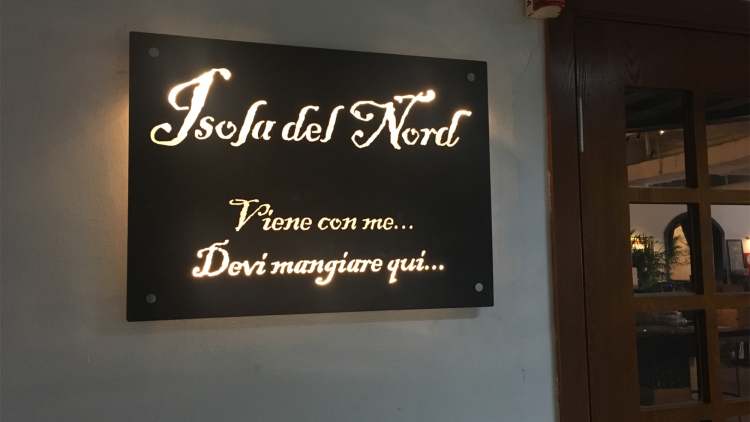 Isola del Nord
Viene con me...
Devi mangiare qui...